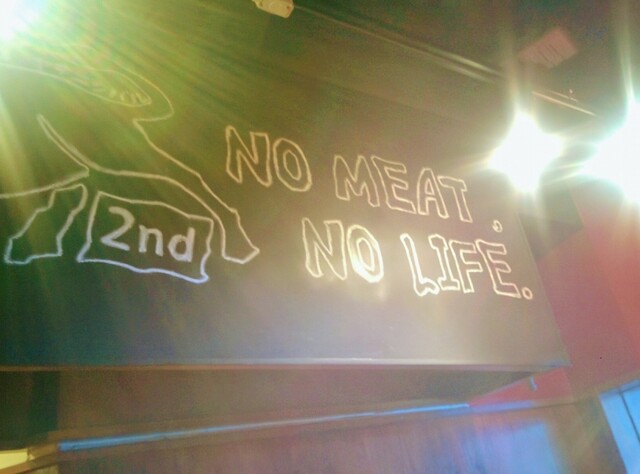 2nd
NO MEAT,
NO LIFE.